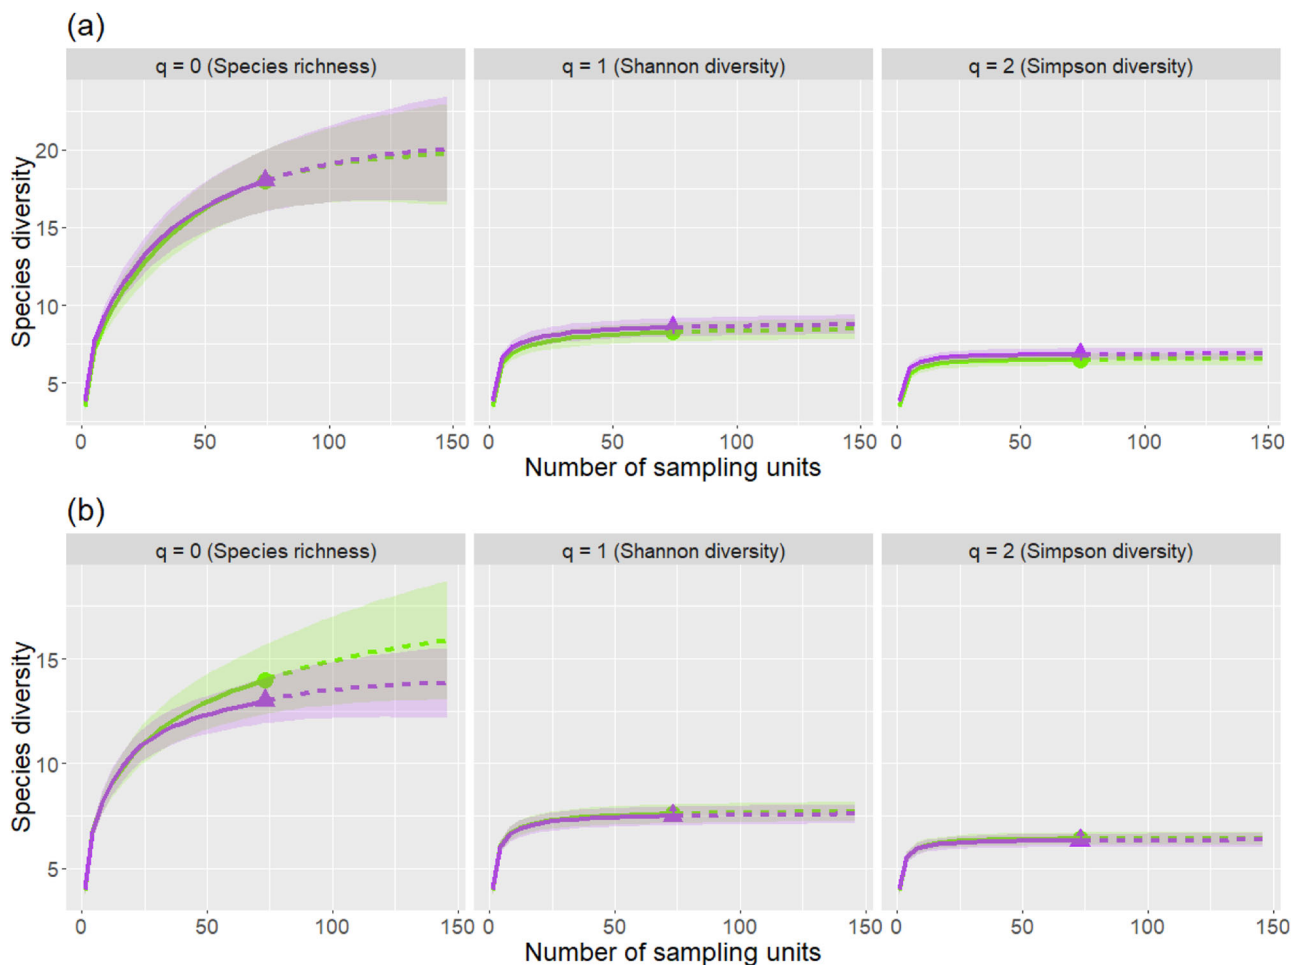 (a)
q = 0 (Species richness)
q = 1 (Shannon diversity)
q = 2 (Simpson diversity)
Species diversity
20
15
10
5
0 50 100 150
0 50 100 150
0 50 100 150
Number of sampling units
(b)
q = 0 (Species richness)
q = 1 (Shannon diversity)
q = 2 (Simpson diversity)
Species diversity
15
10
5
0 50 100 150
0 50 100 150
0 50 100 150
Number of sampling units